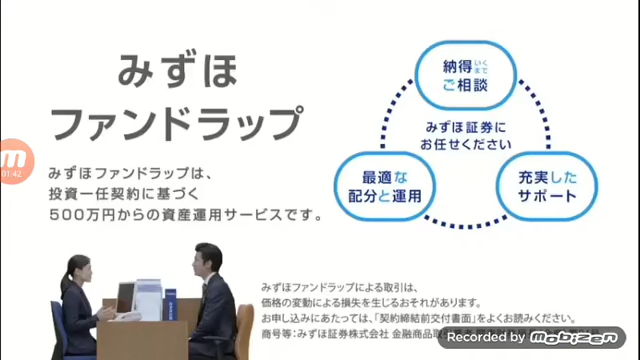 みずほ
ファンドラップ
みずほファンドラップは、
投資一任契約に基づく
500万円からの資産運用サービスです。
納得いくまで
ご相談
みずほ証券に
お任せください
最適な
配分と運用
充実した
サポート
みずほファンドラップによる取引は、
価格の変動による損失を生じるおそれがあります。
お申し込みにあたっては、「契約締結前交付書面」をよくお読みください。
商号等：みずほ証券株式会社 金融商品取引業者
01:42
Recorded by mobizen